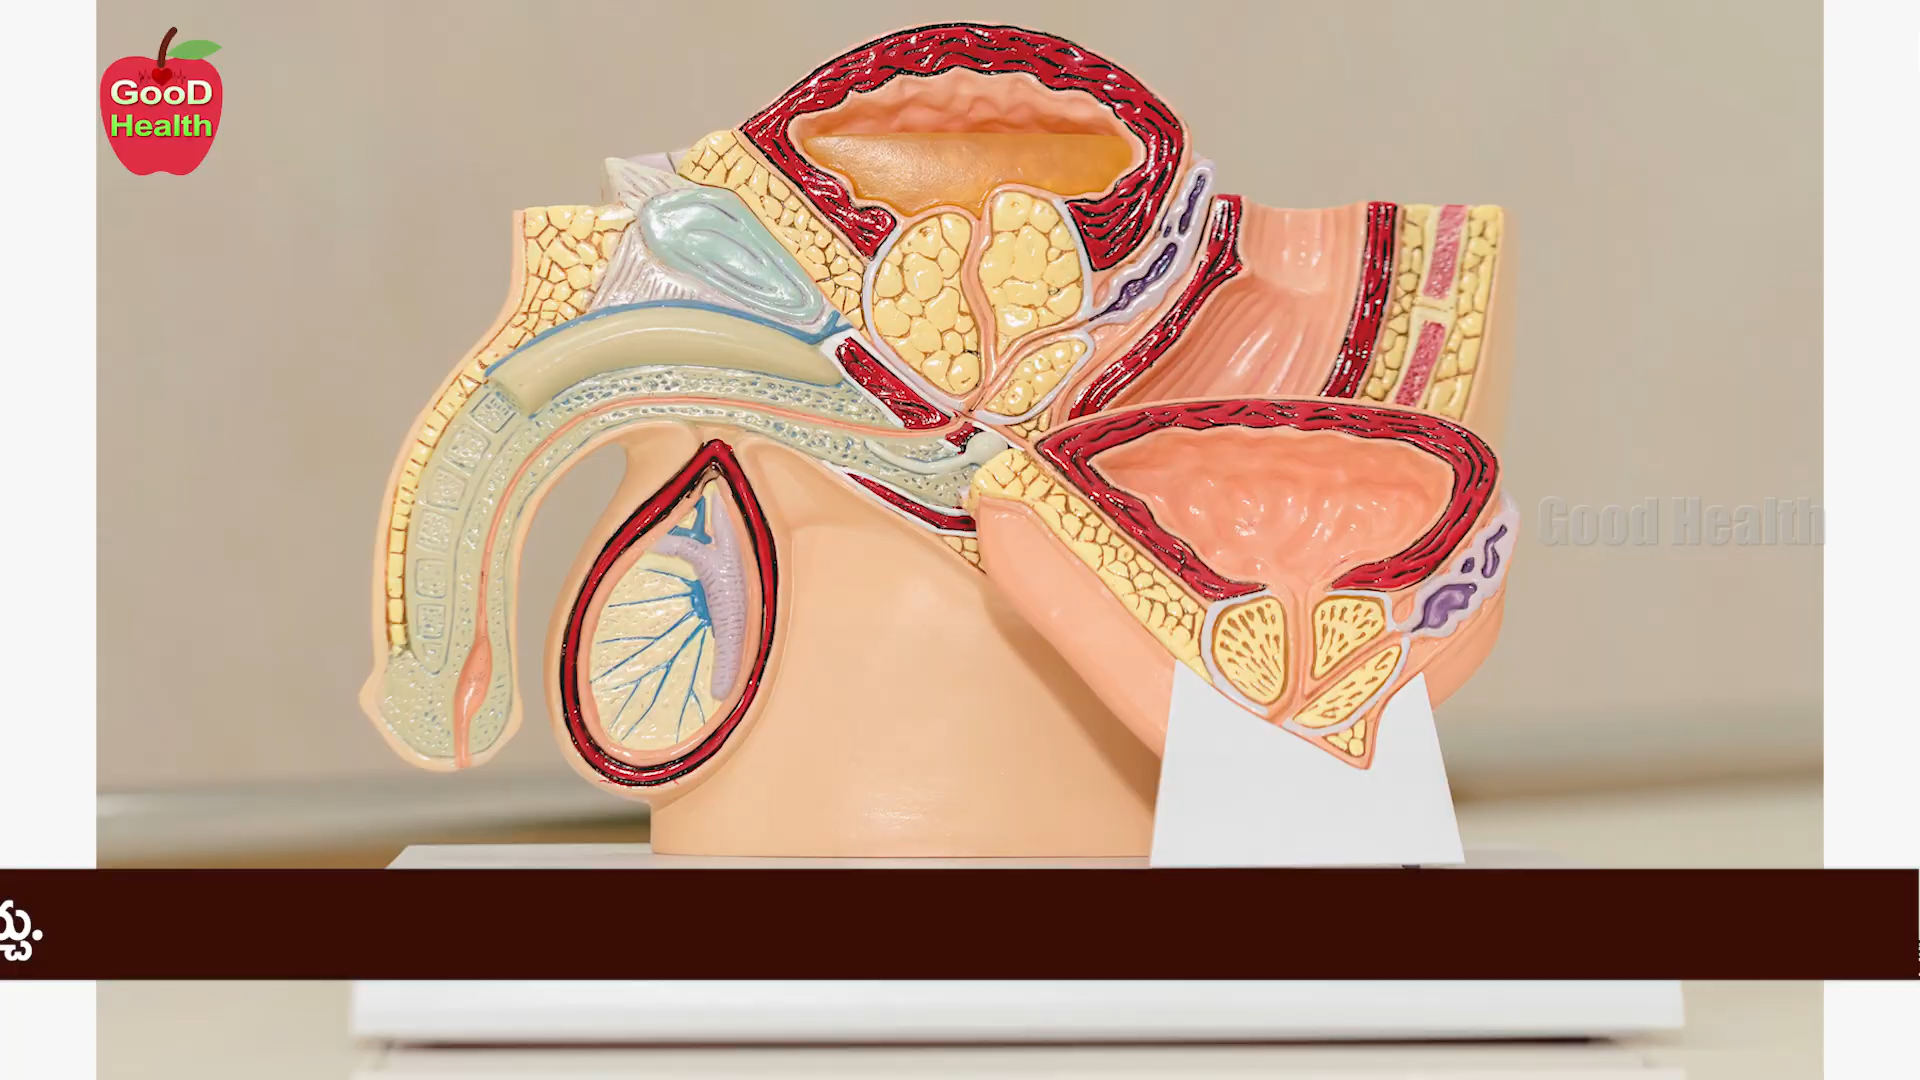 GooD
Health
Good Health
చ్చు.